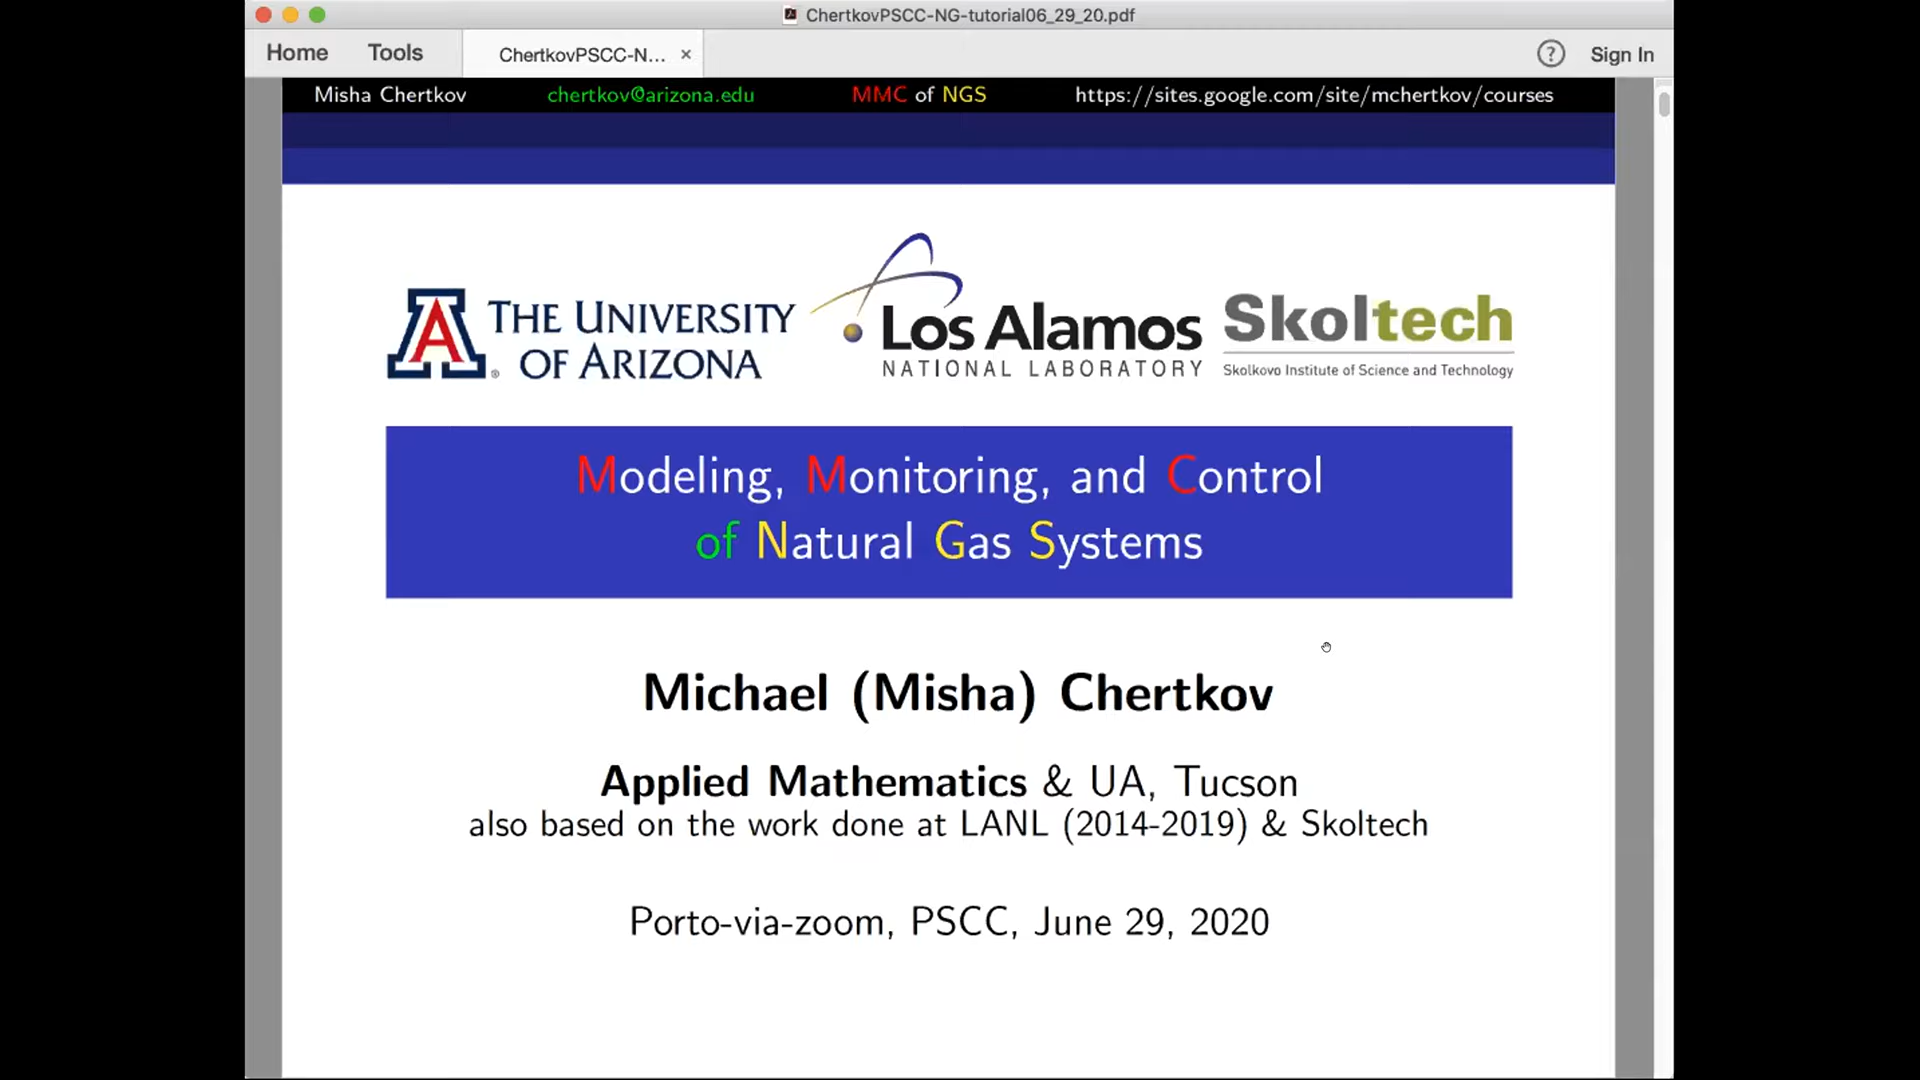 ChertkovPSCC-NG-tutorial06_29_20.pdf
Home Tools ChertkovPSCC-N... × ? Sign In
Misha Chertkov chertkov@arizona.edu MMC of NGS https://sites.google.com/site/mchertkov/courses
A THE UNIVERSITY OF ARIZONA®
Los Alamos
NATIONAL LABORATORY
Skoltech
Skolkovo Institute of Science and Technology
Modeling, Monitoring, and Control
of Natural Gas Systems
Michael (Misha) Chertkov
Applied Mathematics & UA, Tucson
also based on the work done at LANL (2014-2019) & Skoltech
Porto-via-zoom, PSCC, June 29, 2020